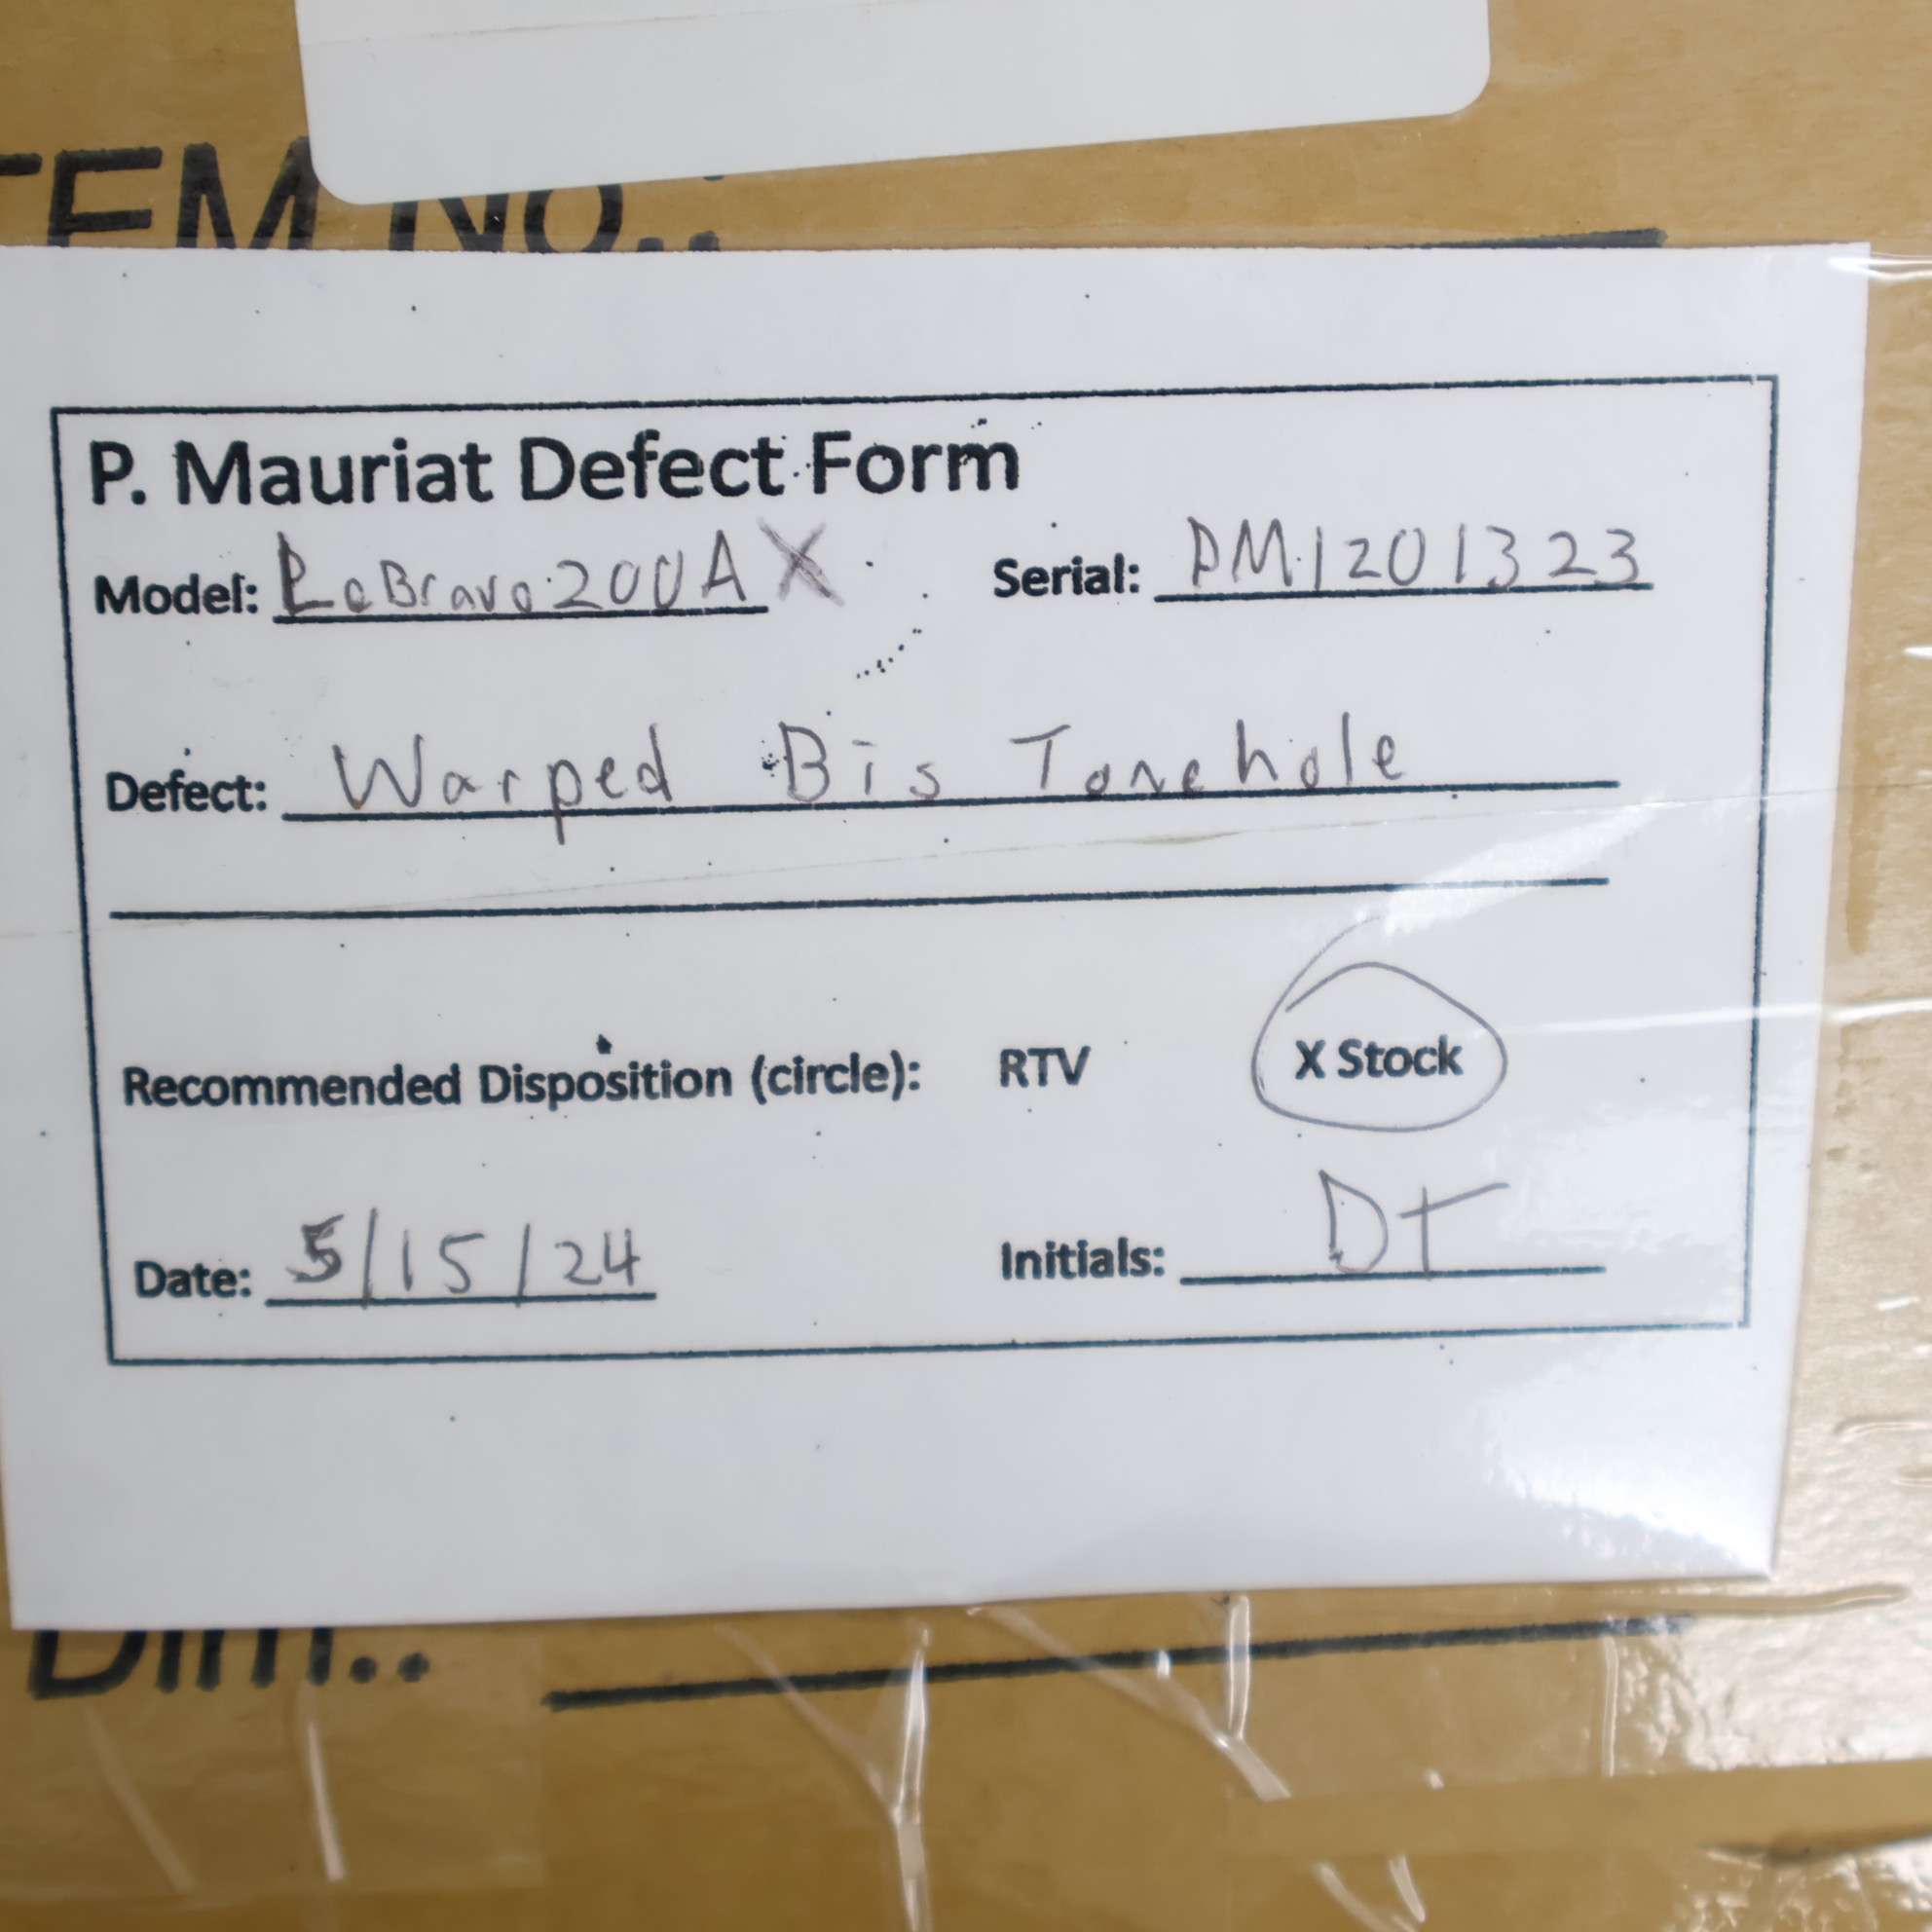 TEM NO.:
P. Mauriat Defect Form
Model: LeBravo 200A X Serial: PM1201323
Defect: Warped Bis Tonehole
Recommended Disposition (circle): RTV X Stock
Date: 5/15/24 Initials: DT
Dim.: